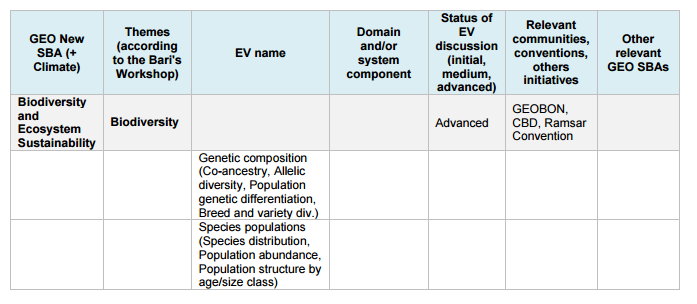 GEO New
SBA (+
Climate)
Themes
(according
to the Bari's
Workshop)
EV name
Domain
and/or
system
component
Status of
EV
discussion
(initial,
medium,
advanced)
Relevant
communities,
conventions,
others
initiatives
Other
relevant
GEO SBAs
Biodiversity
and
Ecosystem
Sustainability
Biodiversity
Advanced
GEOBON,
CBD, Ramsar
Convention
Genetic composition
(Co-ancestry, Allelic
diversity, Population
genetic differentiation,
Breed and variety div.)
Species populations
(Species distribution,
Population abundance,
Population structure by
age/size class)